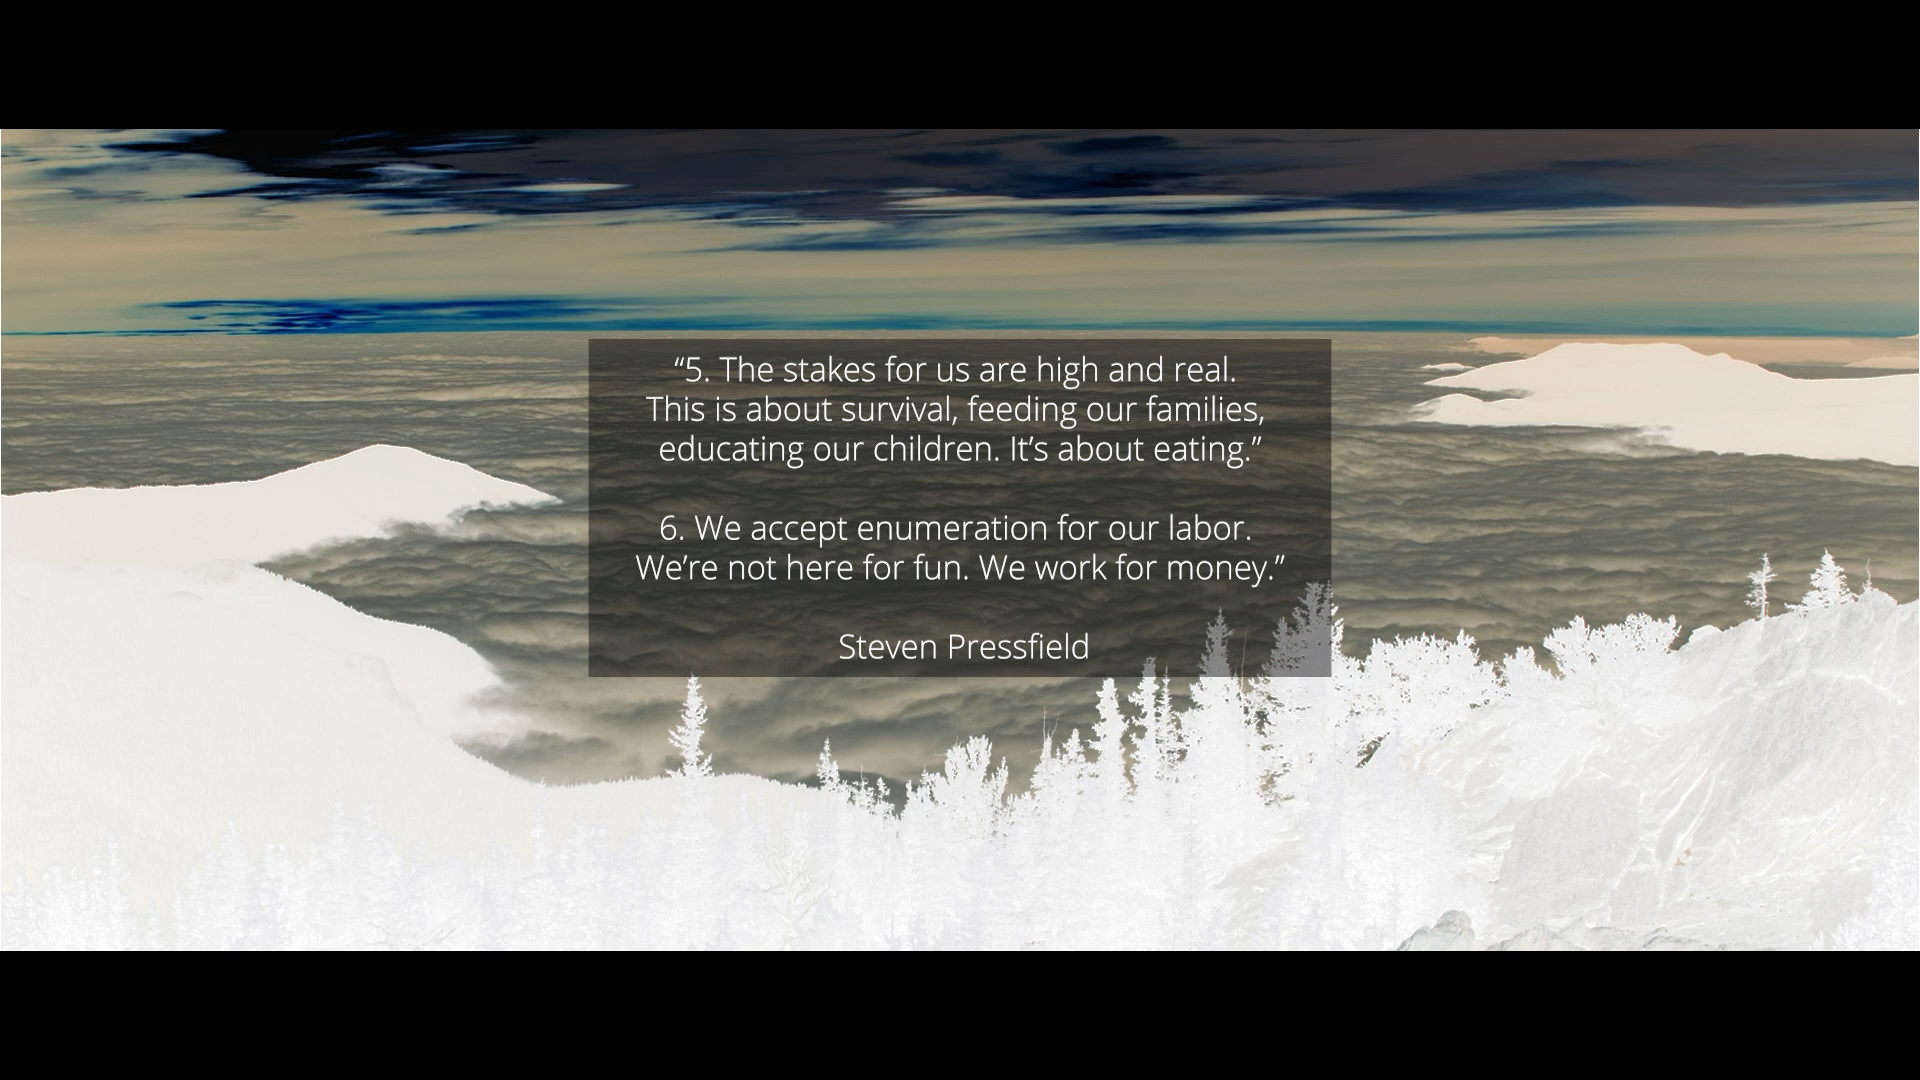 “5. The stakes for us are high and real.
This is about survival, feeding our families,
educating our children. It’s about eating.”
6. We accept enumeration for our labor.
We’re not here for fun. We work for money.”
Steven Pressfield